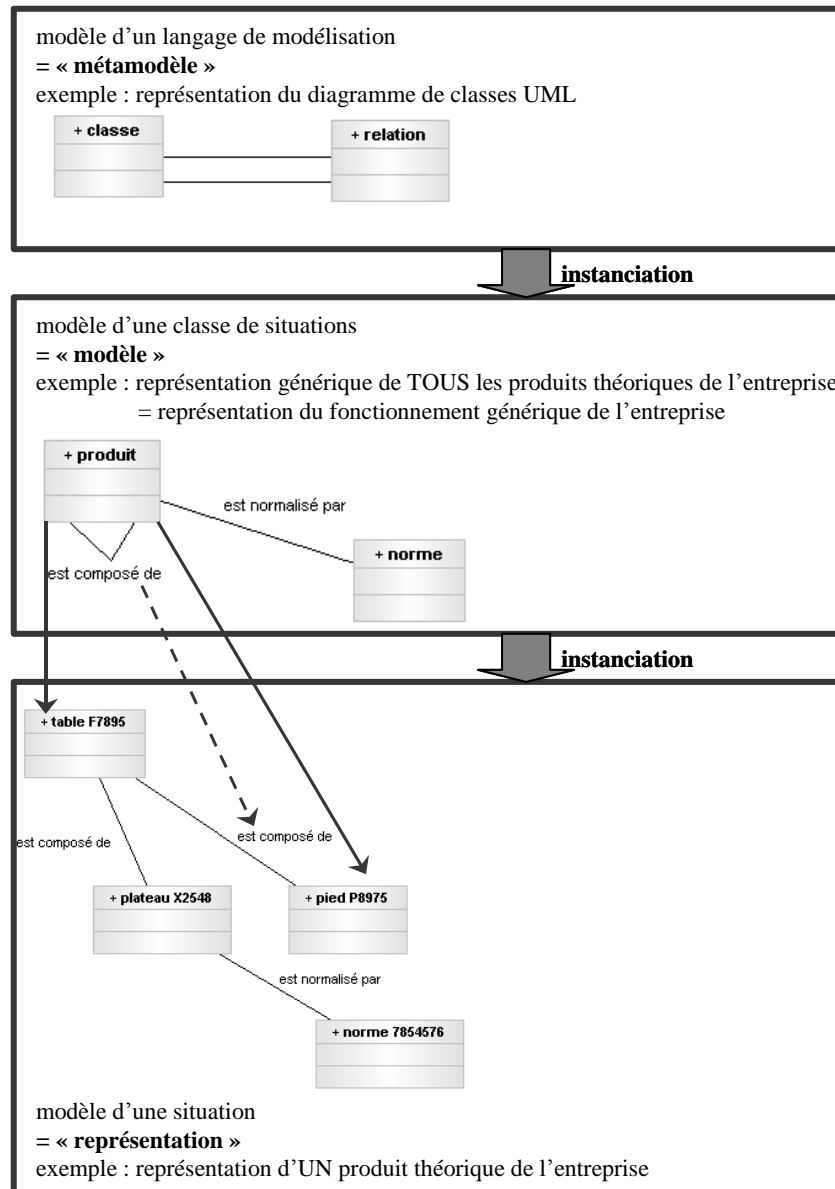 modèle d'un langage de modélisation
= « métamodèle »
exemple : représentation du diagramme de classes UML
+ classe
+ relation
instanciation
modèle d'une classe de situations
= « modèle »
exemple : représentation générique de TOUS les produits théoriques de l'entreprise
= représentation du fonctionnement générique de l'entreprise
+ produit
est normalisé par
+ norme
est composé de
instanciation
+ table F7895
est composé de
est composé de
+ plateau X2548
+ pied P8975
est normalisé par
+ norme 7854576
modèle d'une situation
= « représentation »
exemple : représentation d'UN produit théorique de l'entreprise